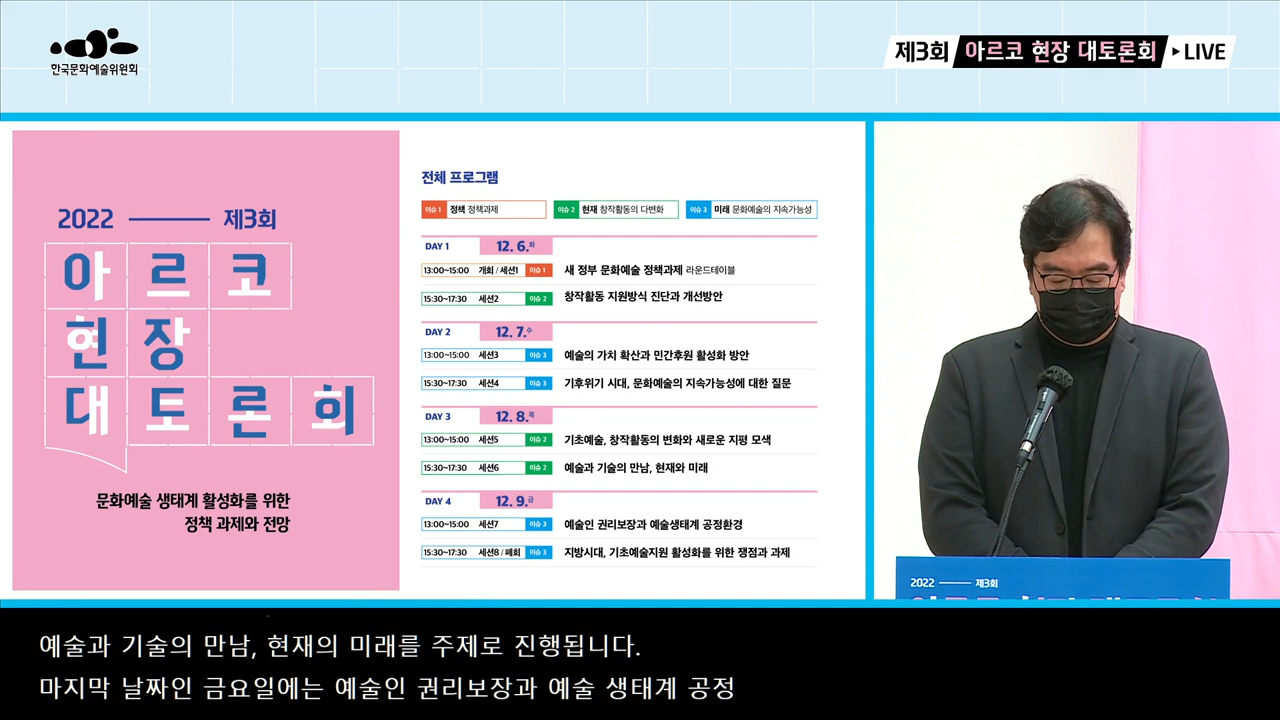 한국문화예술위원회
제3회 아르코 현장 대토론회 ▸LIVE
2022 제3회
아르코
현장
대토론회
문화예술 생태계 활성화를 위한
정책 과제와 전망
전체 프로그램
이슈 1 정책 정책과제 이슈 2 현재 창작활동의 다변화 이슈 3 미래 문화예술의 지속가능성
DAY 1 12. 6.화
13:00~15:00 개회 / 세션1 이슈 1 새 정부 문화예술 정책과제 라운드테이블
15:30~17:30 세션2 이슈 2 창작활동 지원방식 진단과 개선방안
DAY 2 12. 7.수
13:00~15:00 세션3 이슈 3 예술의 가치 확산과 민간후원 활성화 방안
15:30~17:30 세션4 이슈 3 기후위기 시대, 문화예술의 지속가능성에 대한 질문
DAY 3 12. 8.목
13:00~15:00 세션5 이슈 2 기초예술, 창작활동의 변화와 새로운 지평 모색
15:30~17:30 세션6 이슈 2 예술과 기술의 만남, 현재와 미래
DAY 4 12. 9.금
13:00~15:00 세션7 이슈 3 예술인 권리보장과 예술생태계 공정환경
15:30~17:30 세션8 / 폐회 이슈 3 지방시대, 기초예술지원 활성화를 위한 쟁점과 과제
2022 제3회
예술과 기술의 만남, 현재의 미래를 주제로 진행됩니다.
마지막 날짜인 금요일에는 예술인 권리보장과 예술 생태계 공정